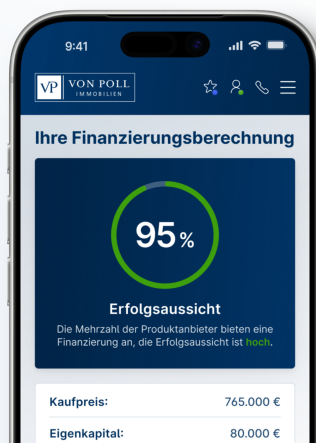 9:41
VP VON POLL
IMMOBILIEN
Ihre Finanzierungsberechnung
95 %
Erfolgsaussicht
Die Mehrzahl der Produktanbieter bieten eine
Finanzierung an, die Erfolgsaussicht ist hoch.
Kaufpreis: 765.000 €
Eigenkapital: 80.000 €